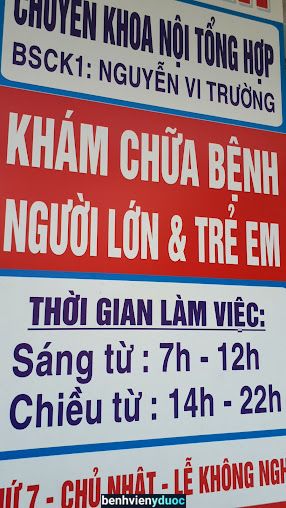 CHUYÊN KHOA NỘI TỔNG HỢP
BSCK1: NGUYỄN VI TRƯỜNG
KHÁM CHỮA BỆNH
NGƯỜI LỚN & TRẺ EM
THỜI GIAN LÀM VIỆC:
Sáng từ : 7h - 12h
Chiều từ : 14h - 22h
7 - CHỦ NHẬT - LỄ KHÔNG
benhvienyduoc